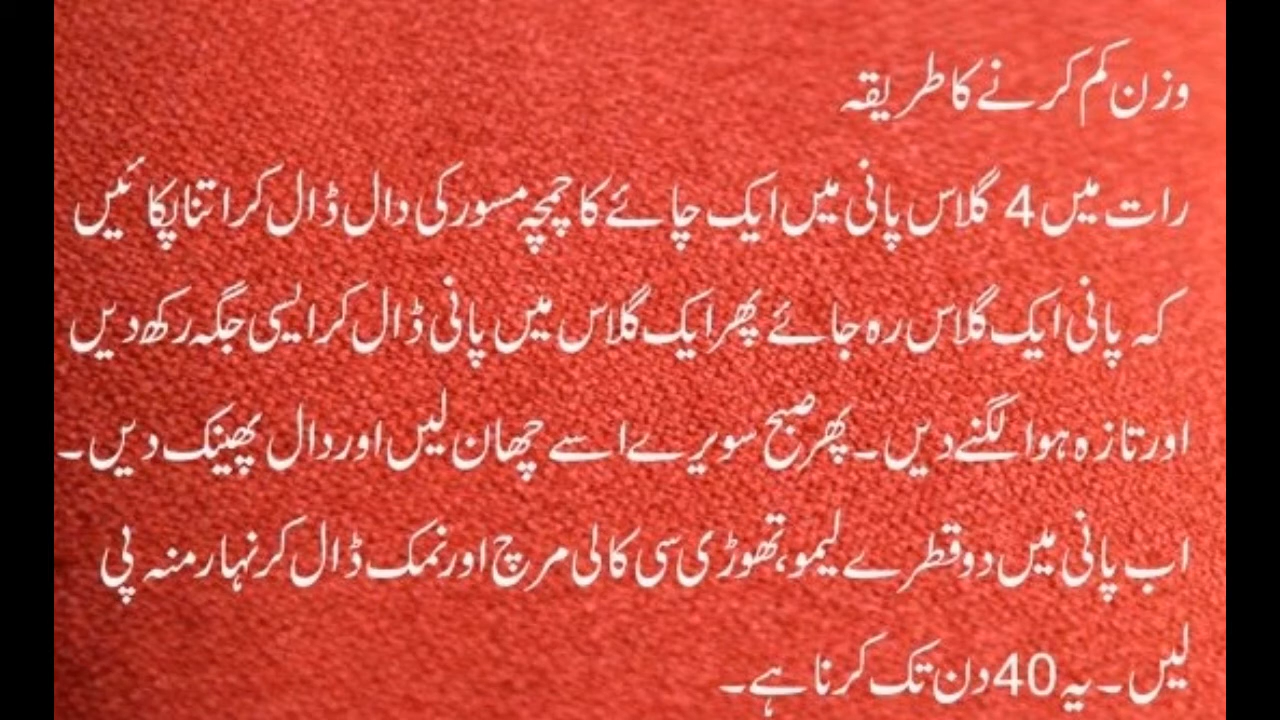 وزن کم کرنے کا طریقہ
رات میں 4 گلاس پانی میں ایک چائے کا چمچہ مسور کی دال ڈال کر اتنا پکائیں
کہ پانی ایک گلاس رہ جائے پھر ایک گلاس میں پانی ڈال کر ایسی جگہ رکھ دیں
اور تازہ ہوا لگنے دیں۔ پھر صبح سویرے اسے چھان لیں اور دال پھینک دیں۔
اب پانی میں دو قطرے لیمو، تھوڑی سی کالی مرچ اور نمک ڈال کر نہار منہ پی
لیں۔ یہ 40 دن تک کرنا ہے۔